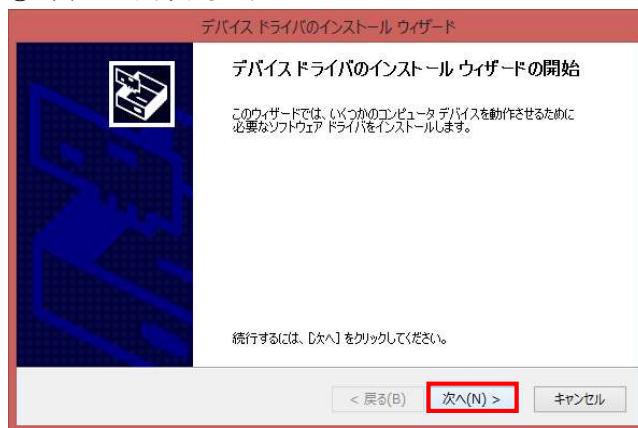 デバイス ドライバのインストール ウィザード
デバイス ドライバのインストール ウィザードの開始
このウィザードでは、いくつかのコンピュータ デバイスを動作させるために
必要なソフトウェア ドライバをインストールします。
続行するには、[次へ] をクリックしてください。
< 戻る(B)
次へ(N) >
キャンセル